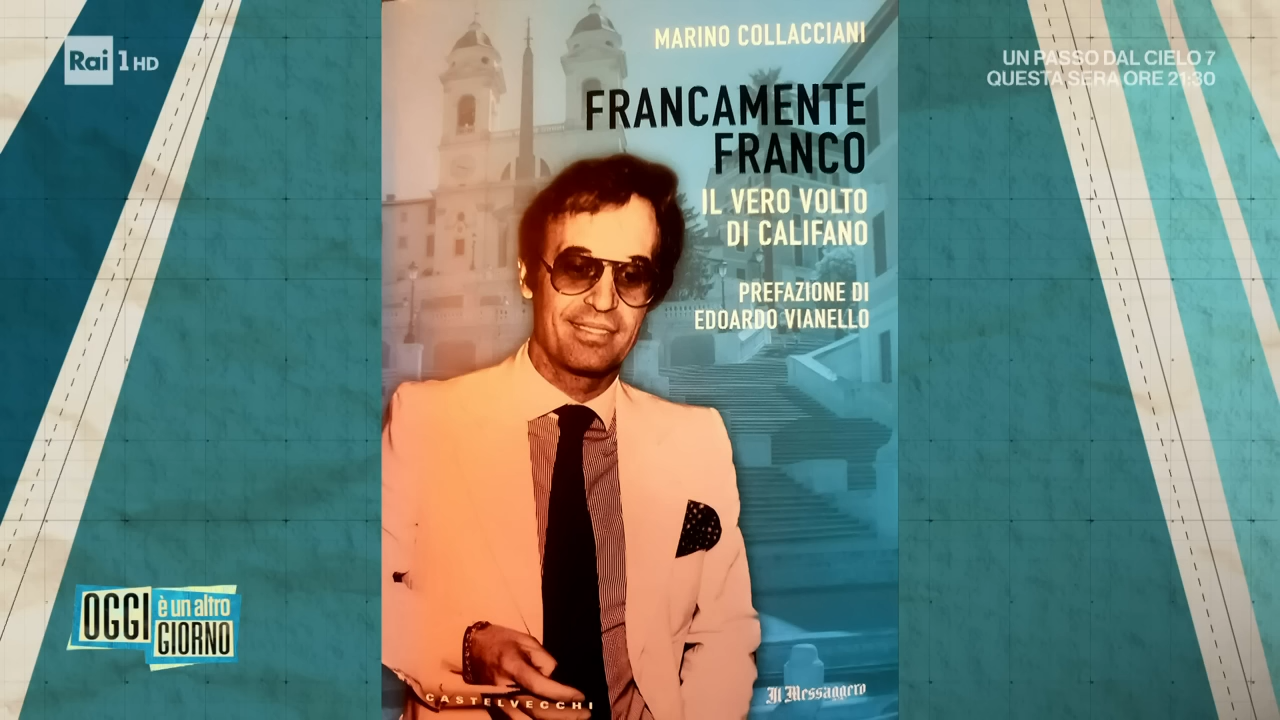 Rai 1 HD
UN PASSO DAL CIELO 7
QUESTA SERA ORE 21:30
MARINO COLLACCIANI
FRANCAMENTE
FRANCO
IL VERO VOLTO
DI CALIFANO
PREFAZIONE DI
EDOARDO VIANELLO
OGGI
è un altro
GIORNO
CASTELVECCHI
Il Messaggero